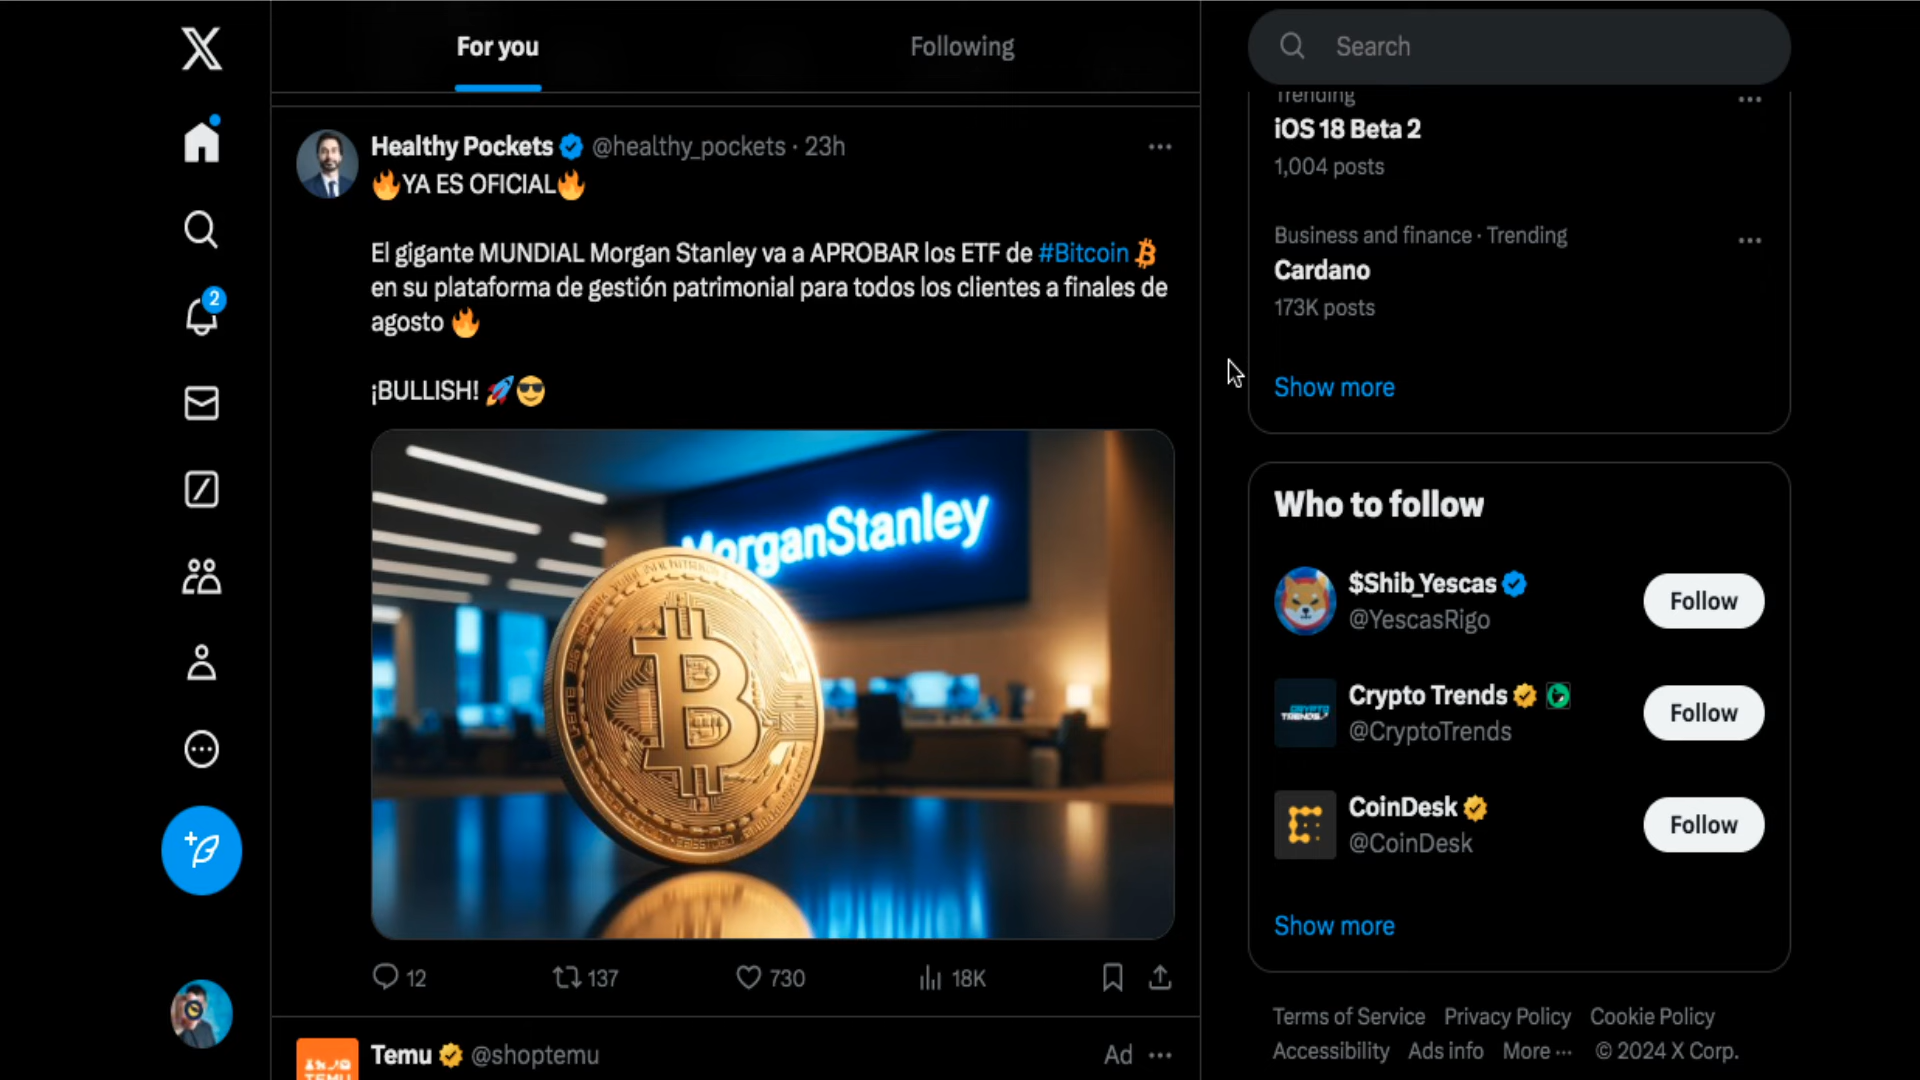 For you
Following
Search
Healthy Pockets @healthy_pockets · 23h
🔥YA ES OFICIAL🔥
El gigante MUNDIAL Morgan Stanley va a APROBAR los ETF de #Bitcoin
en su plataforma de gestión patrimonial para todos los clientes a finales de
agosto 🔥
¡BULLISH! 🚀😎
MorganStanley
12
137
730
18K
Temu @shoptemu
Ad
TEMU
2
Trending
iOS 18 Beta 2
1,004 posts
Business and finance · Trending
Cardano
173K posts
Show more
Who to follow
$Shib_Yescas
@YescasRigo
Follow
Crypto Trends
@CryptoTrends
Follow
CRYPTO
TRENDS
CoinDesk
@CoinDesk
Follow
Show more
Terms of Service Privacy Policy Cookie Policy
Accessibility Ads info More ··· © 2024 X Corp.